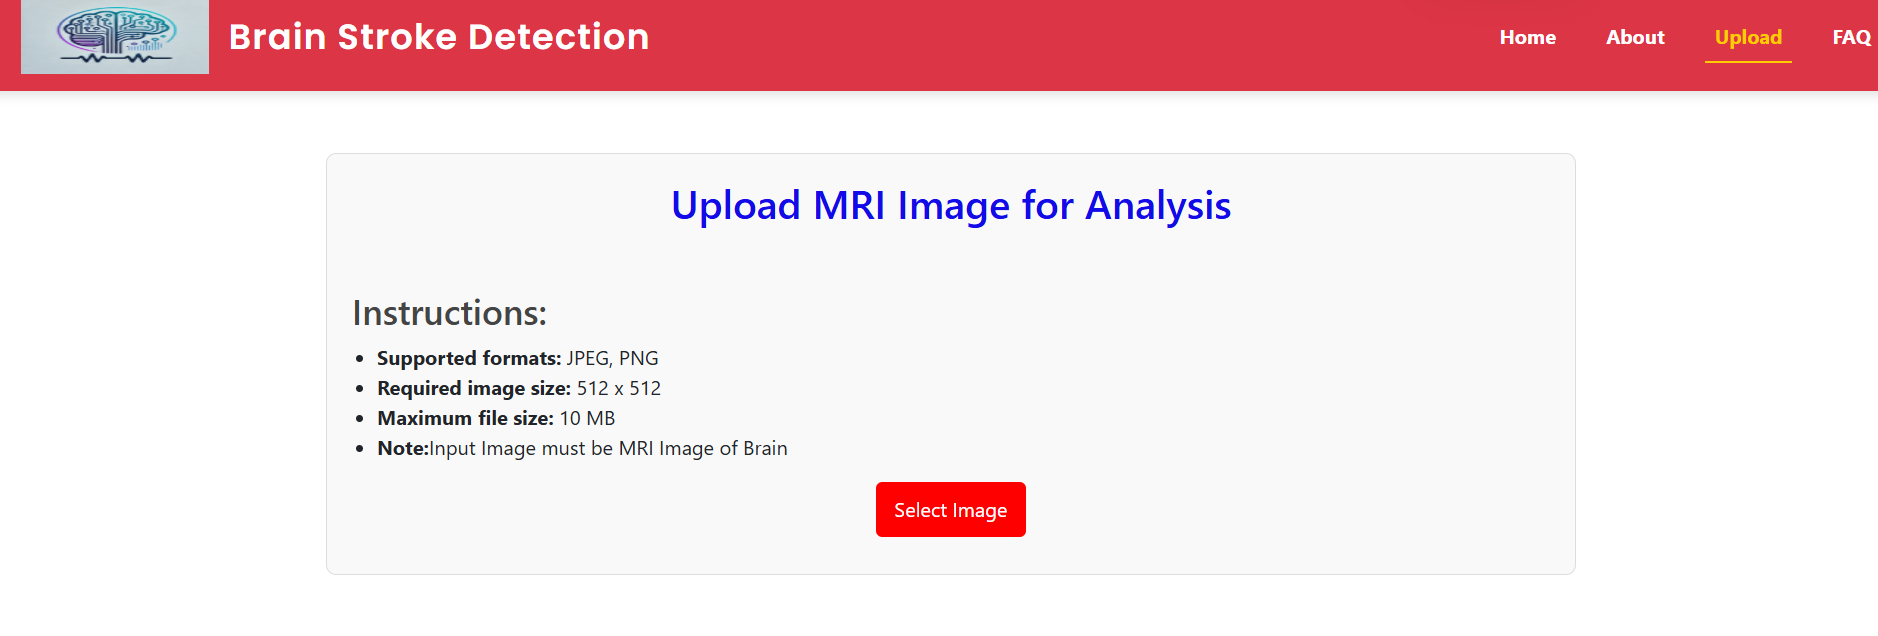 Brain Stroke Detection
Home About Upload FAQ
Upload MRI Image for Analysis
Instructions:
Supported formats: JPEG, PNG
Required image size: 512 x 512
Maximum file size: 10 MB
Note:Input Image must be MRI Image of Brain
Select Image